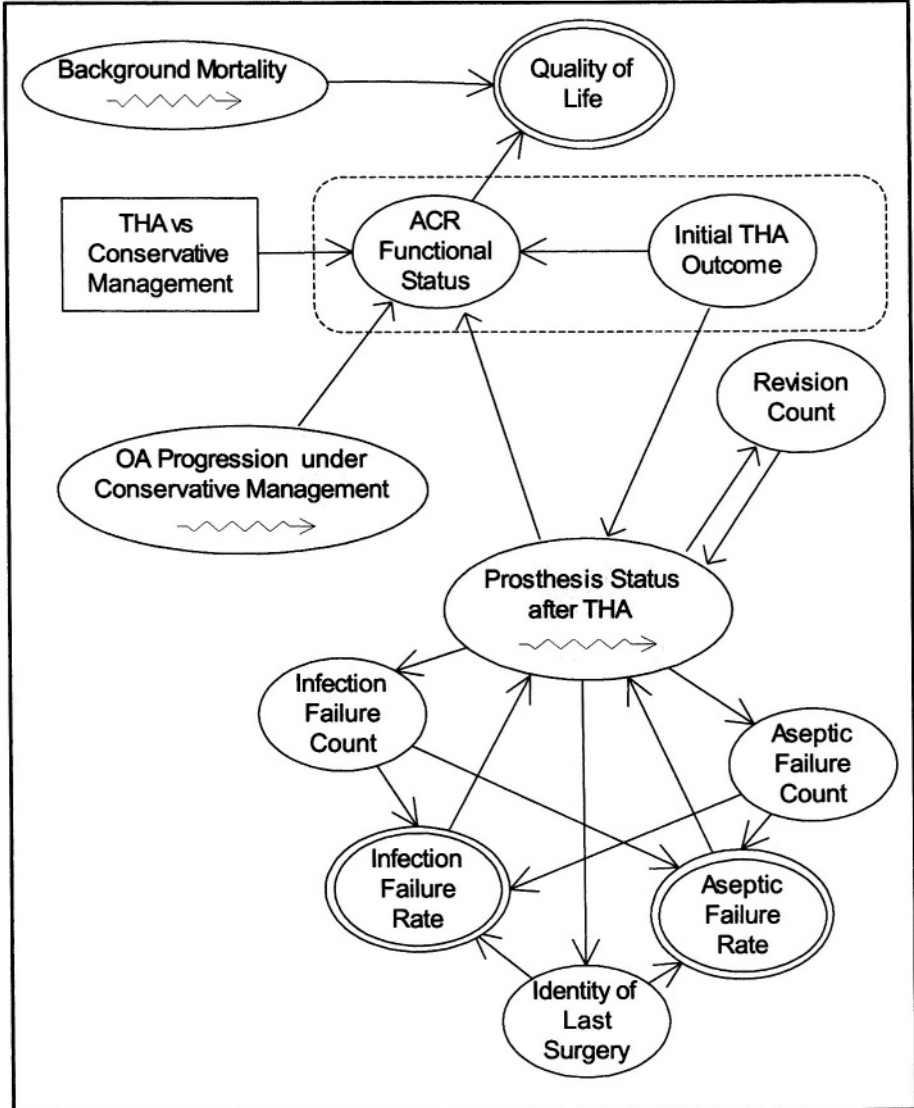 Background Mortality
Quality of
Life
THA vs
Conservative
Management
ACR
Functional
Status
Initial THA
Outcome
Revision
Count
OA Progression under
Conservative Management
Prosthesis Status
after THA
Infection
Failure
Count
Aseptic
Failure
Count
Infection
Failure
Rate
Aseptic
Failure
Rate
Identity of
Last
Surgery